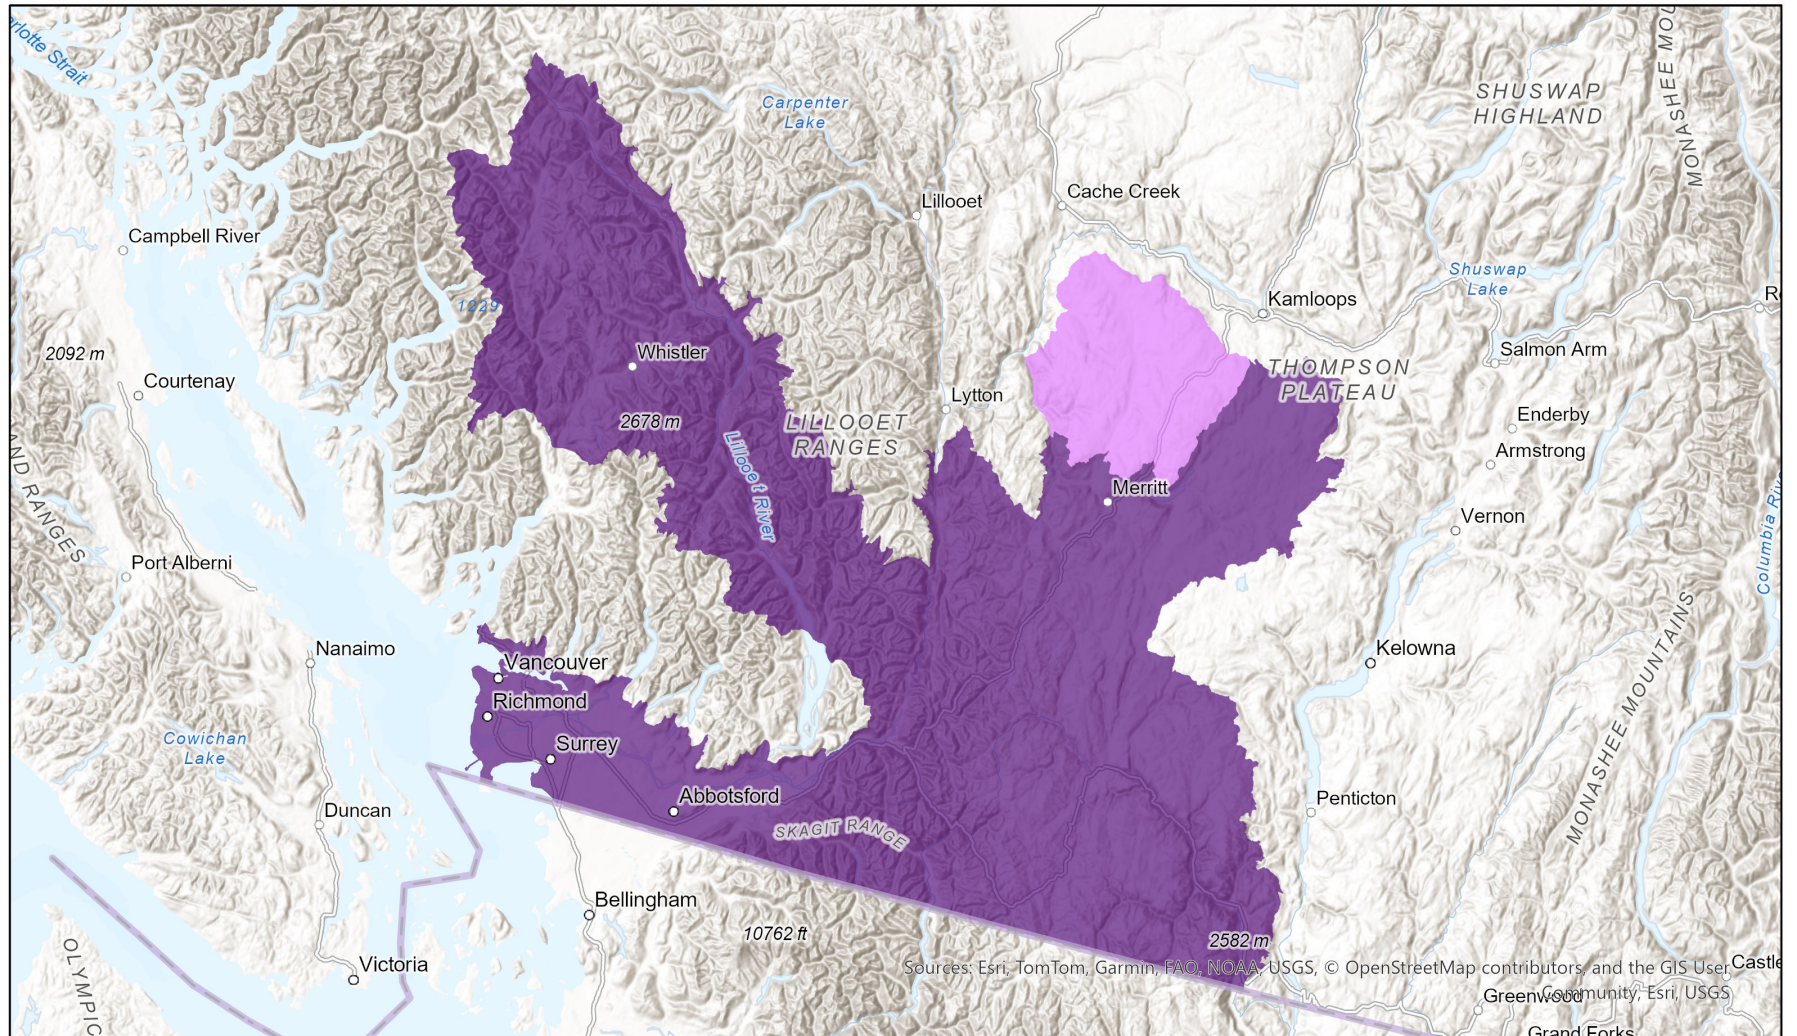 rlotte Strait
Carpenter
Lake
SHUSWAP
HIGHLAND
MONASHEE MOU
Lillooet
Cache Creek
Campbell River
Shuswap
Lake
Kamloops
1229
2092 m
Whistler
Salmon Arm
THOMPSON
PLATEAU
Courtenay
Lytton
2678 m
LILLOOET
RANGES
Enderby
Armstrong
Lillooet River
Merritt
Vernon
AND RANGES
Columbia Riv
Port Alberni
Nanaimo
Kelowna
Vancouver
Richmond
MONASHEE MOUNTAINS
Cowichan
Lake
Surrey
Abbotsford
Penticton
Duncan
SKAGIT RANGE
Bellingham
10762 ft
2582 m
OLYMPIC
Victoria
Sources: Esri, TomTom, Garmin, FAO, NOAA, USGS, © OpenStreetMap contributors, and the GIS User
Community, Esri, USGS
Castle
Greenwood
Grand Forks